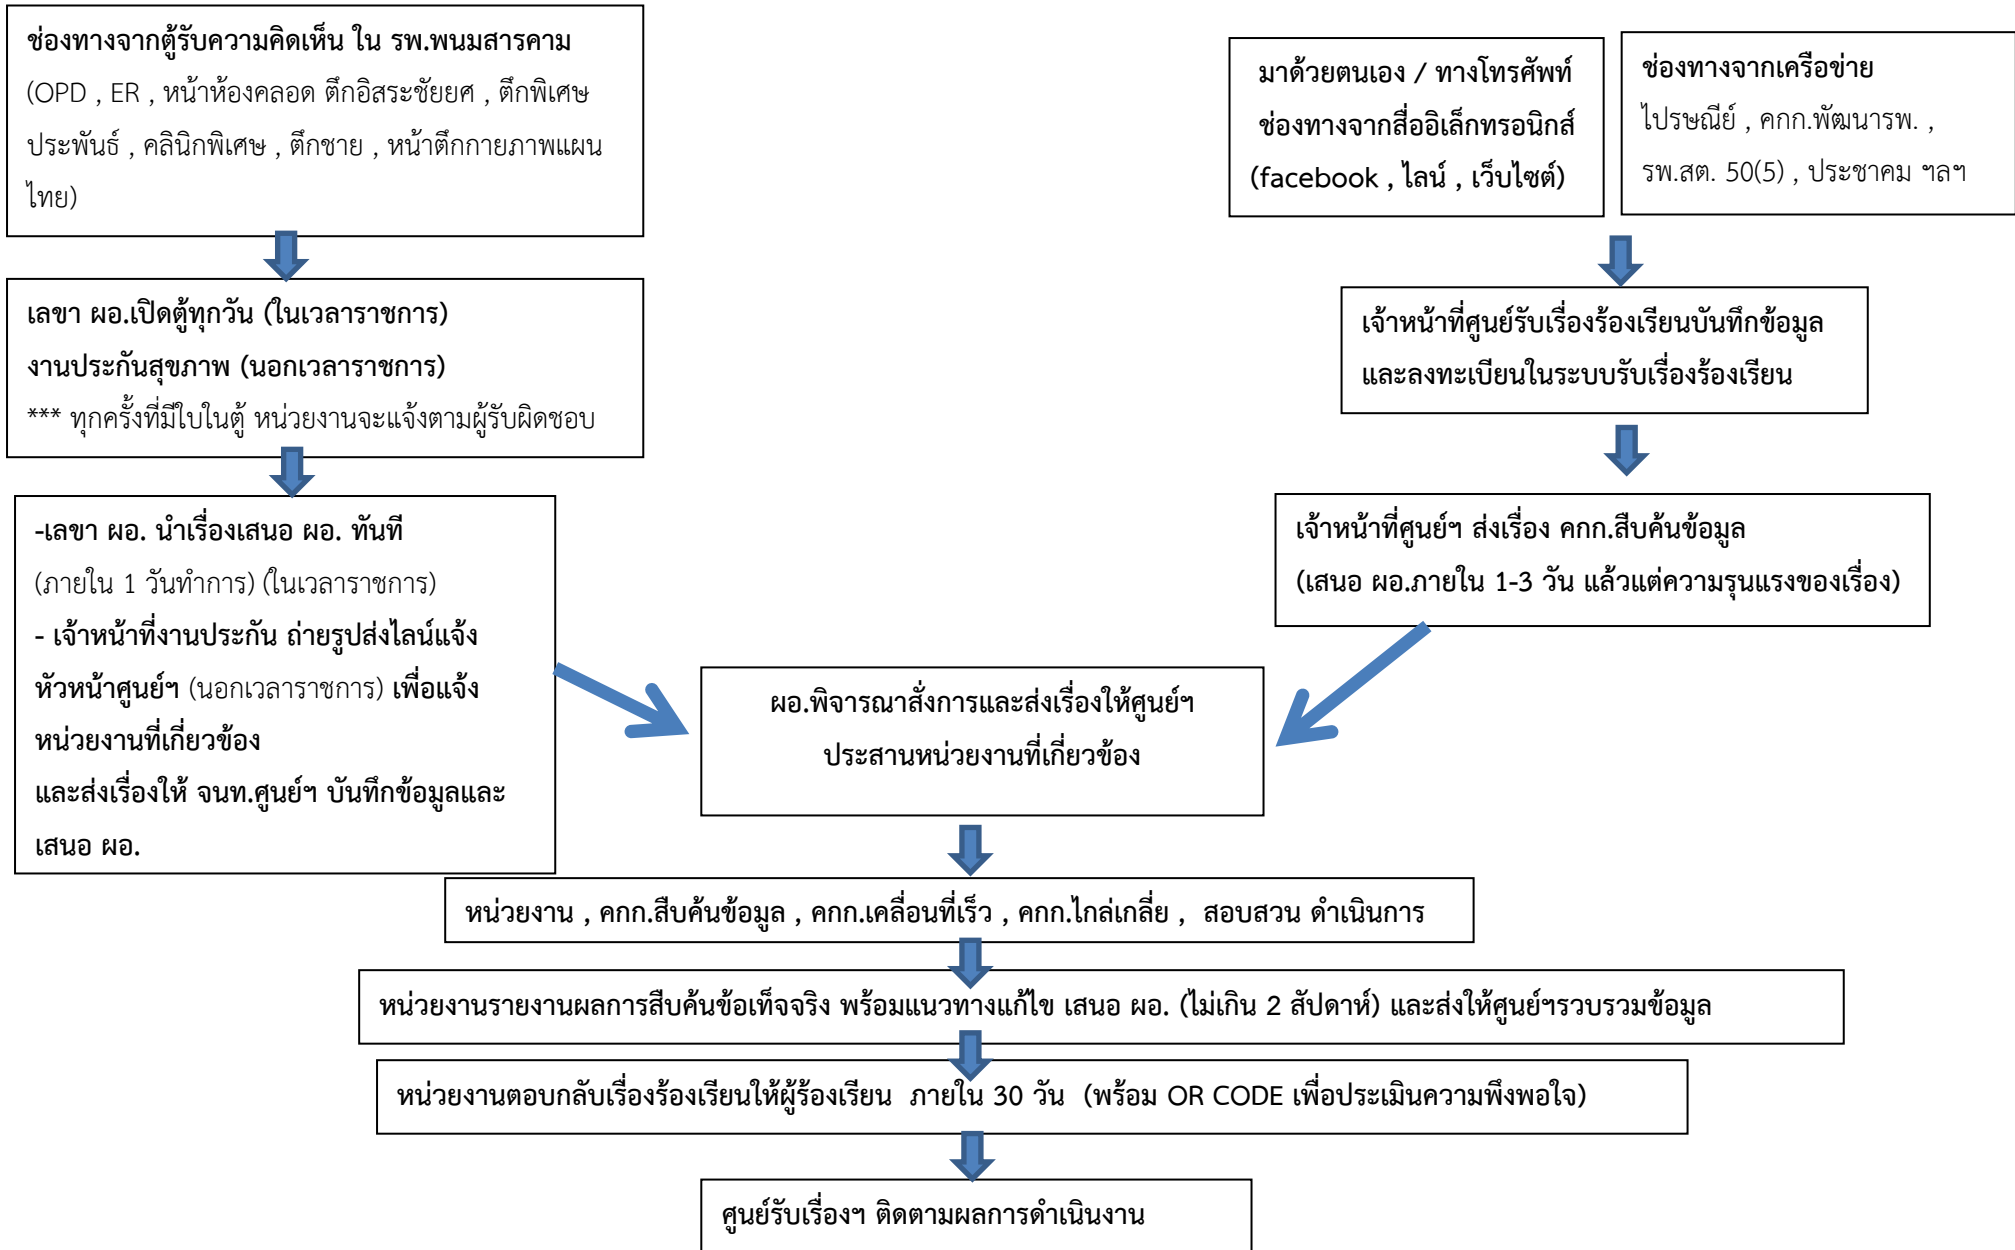 ช่องทางจากตู้รับความคิดเห็น ใน รพ.พนมสารคาม
(OPD , ER , หน้าห้องคลอด ตึกอิสระชัยยศ , ตึกพิเศษ
ประพันธ์ , คลินิกพิเศษ , ตึกชาย , หน้าตึกกายภาพแผน
ไทย)
มาด้วยตนเอง / ทางโทรศัพท์
ช่องทางจากสื่ออิเล็กทรอนิกส์
(facebook , ไลน์ , เว็บไซต์)
ช่องทางจากเครือข่าย
ไปรษณีย์ , คกก.พัฒนารพ. ,
รพ.สต. 50(5) , ประชาคม ฯลฯ
เลขา ผอ.เปิดตู้ทุกวัน (ในเวลาราชการ)
งานประกันสุขภาพ (นอกเวลาราชการ)
*** ทุกครั้งที่มีใบในตู้ หน่วยงานจะแจ้งตามผู้รับผิดชอบ
เจ้าหน้าที่ศูนย์รับเรื่องร้องเรียนบันทึกข้อมูล
และลงทะเบียนในระบบรับเรื่องร้องเรียน
-เลขา ผอ. นำเรื่องเสนอ ผอ. ทันที
(ภายใน 1 วันทำการ) (ในเวลาราชการ)
- เจ้าหน้าที่งานประกัน ถ่ายรูปส่งไลน์แจ้ง
หัวหน้าศูนย์ฯ (นอกเวลาราชการ) เพื่อแจ้ง
หน่วยงานที่เกี่ยวข้อง
และส่งเรื่องให้ จนท.ศูนย์ฯ บันทึกข้อมูลและ
เสนอ ผอ.
เจ้าหน้าที่ศูนย์ฯ ส่งเรื่อง คกก.สืบค้นข้อมูล
(เสนอ ผอ.ภายใน 1-3 วัน แล้วแต่ความรุนแรงของเรื่อง)
ผอ.พิจารณาสั่งการและส่งเรื่องให้ศูนย์ฯ
ประสานหน่วยงานที่เกี่ยวข้อง
หน่วยงาน , คกก.สืบค้นข้อมูล , คกก.เคลื่อนที่เร็ว , คกก.ไกล่เกลี่ย , สอบสวน ดำเนินการ
หน่วยงานรายงานผลการสืบค้นข้อเท็จจริง พร้อมแนวทางแก้ไข เสนอ ผอ. (ไม่เกิน 2 สัปดาห์) และส่งให้ศูนย์ฯรวบรวมข้อมูล
หน่วยงานตอบกลับเรื่องร้องเรียนให้ผู้ร้องเรียน ภายใน 30 วัน (พร้อม OR CODE เพื่อประเมินความพึงพอใจ)
ศูนย์รับเรื่องฯ ติดตามผลการดำเนินงาน